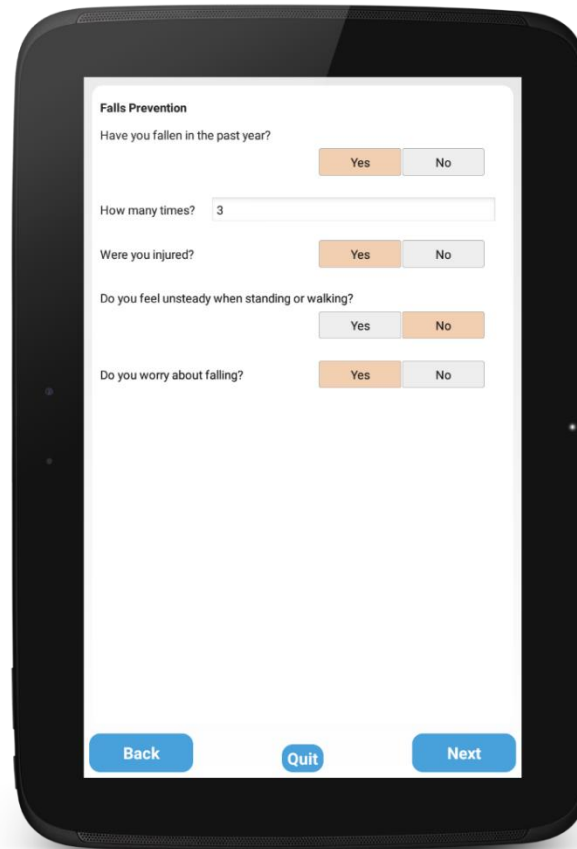 Falls Prevention
Have you fallen in the past year?
Yes No
How many times? 3
Were you injured? Yes No
Do you feel unsteady when standing or walking?
Yes No
Do you worry about falling? Yes No
Back Quit Next